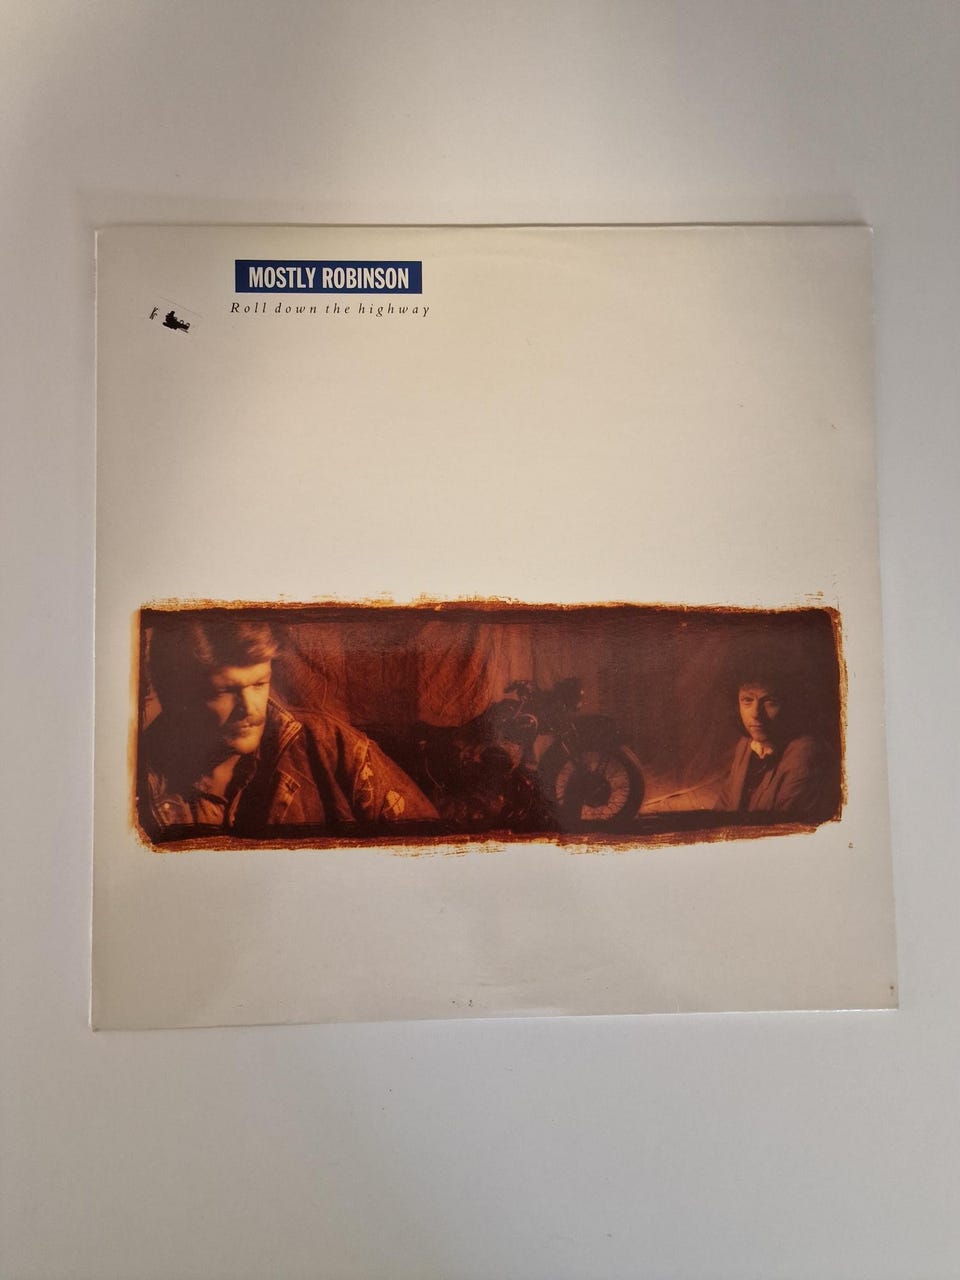 MOSTLY ROBINSON
Roll down the highway